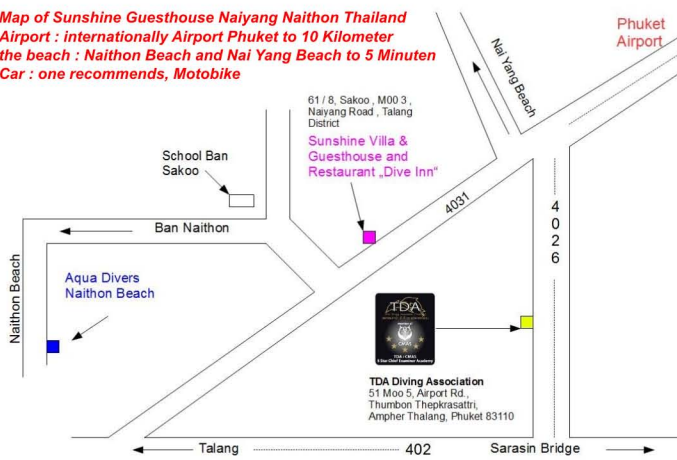 Map of Sunshine Guesthouse Naiyang Naithon Thailand
Airport : internationally Airport Phuket to 10 Kilometer
the beach : Naithon Beach and Nai Yang Beach to 5 Minuten
Car : one recommends, Motobike
Phuket
Airport
Nai Yang Beach
61 / 8, Sakoo , M00 3 ,
Naiyang Road , Talang
District
Sunshine Villa &
Guesthouse and
Restaurant „Dive Inn“
School Ban
Sakoo
4031
4026
Ban Naithon
Naithon Beach
Aqua Divers
Naithon Beach
TDA
TDA - CMAS
TDA Diving Association
51 Moo 5, Airport Rd.,
Thumbon Thepkrasattri,
Ampher Thalang, Phuket 83110
Talang
402
Sarasin Bridge